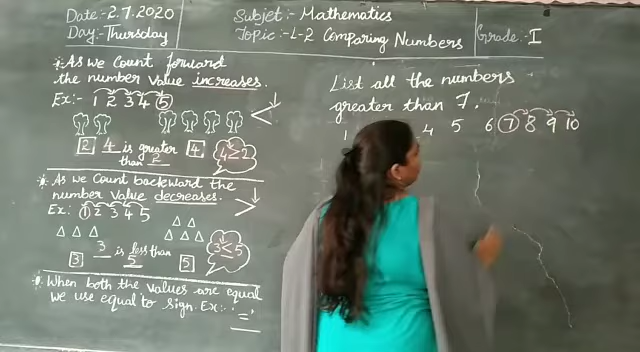 Date:- 2.7.2020
Day:- Thursday
Subjet:- Mathematics
Topic:- L-2 Comparing Numbers
Grade:- I
* As we Count forward
the number value increases.
Ex:- 1 2 3 4 5
<
2 4 is greater than 2 4
4 > 2
* As we Count backward the
number value decreases.
>
Ex: 1 2 3 4 5
3 3 is less than 5 5
3 < 5
* When both the values are equal
we use equal to sign. Ex: '='
List all the numbers
greater than 7.
1 4 5 6 7 8 9 10